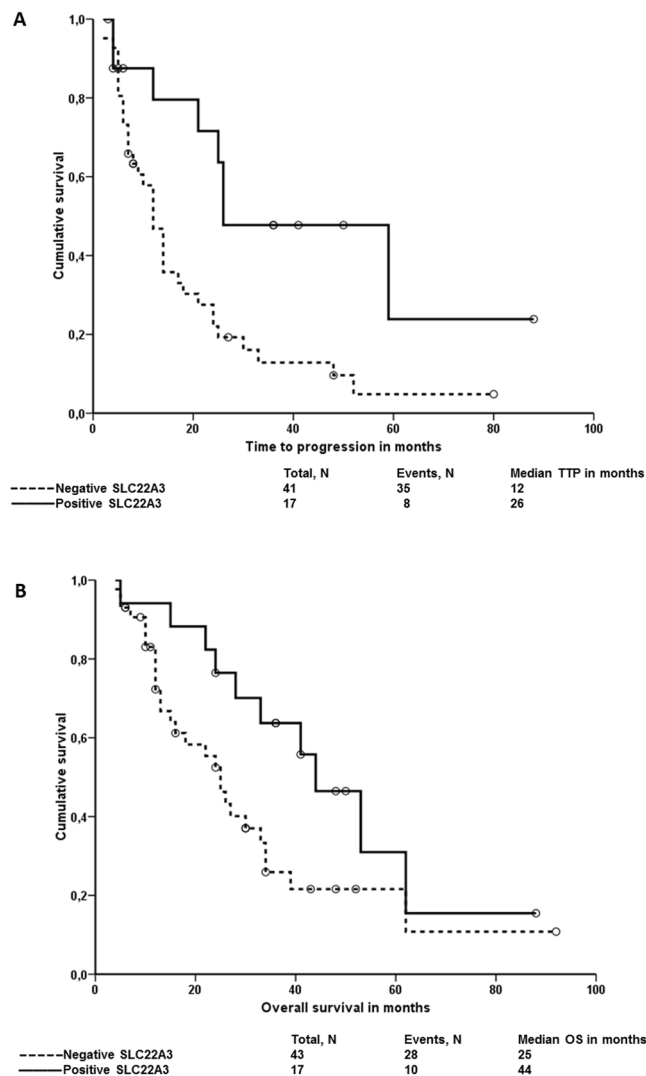 A
1,0
0,8
0,6
0,4
0,2
0,0
Cumulative survival
0 20 40 60 80 100
Time to progression in months
Total, N Events, N Median TTP in months
Negative SLC22A3 41 35 12
Positive SLC22A3 17 8 26
B
1,0
0,8
0,6
0,4
0,2
0,0
Cumulative survival
0 20 40 60 80 100
Overall survival in months
Total, N Events, N Median OS in months
Negative SLC22A3 43 28 25
Positive SLC22A3 17 10 44